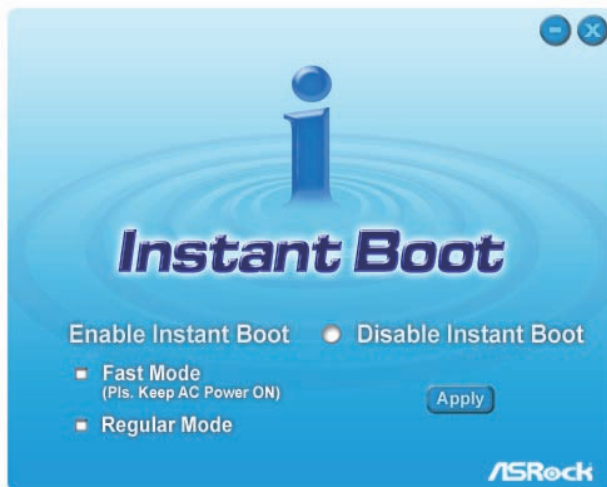 i
Instant Boot
Enable Instant Boot Disable Instant Boot
Fast Mode
(Pls. Keep AC Power ON)
Apply
Regular Mode
ASRock